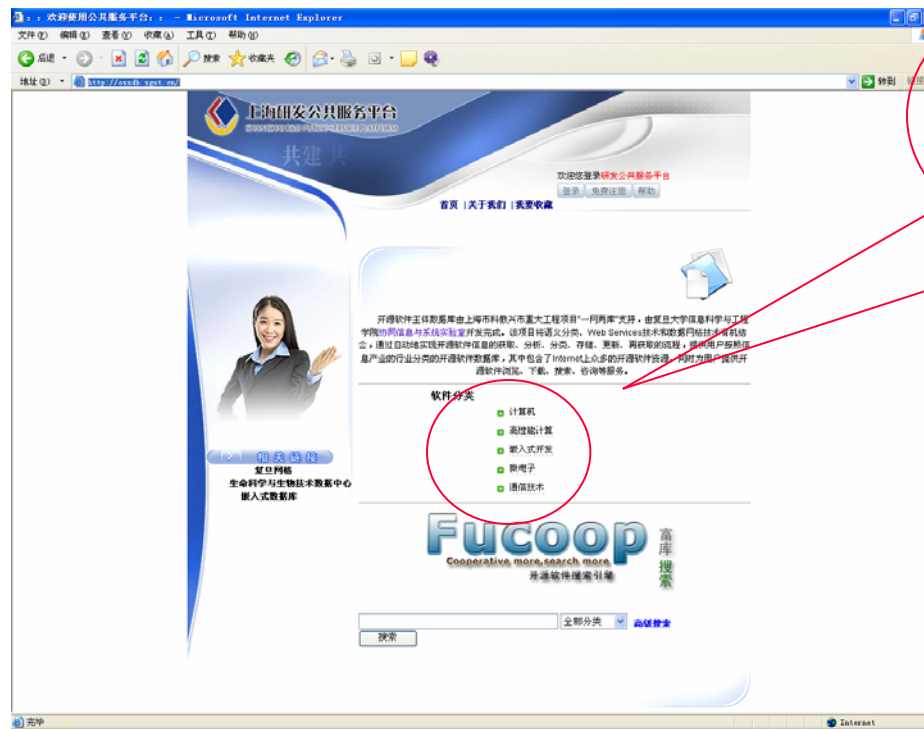 ：：欢迎使用公共服务平台：： - Microsoft Internet Explorer
文件(F) 编辑(E) 查看(V) 收藏(A) 工具(T) 帮助(H)
后退 搜索 收藏夹
地址(D) http://ossdb.sgst.cn/ 转到
上海研发公共服务平台
SHANGHAI R&D PUBLIC SERVICE PLATFORM
共建 共
欢迎您登录研发公共服务平台
登录 免费注册 帮助
首页 | 关于我们 | 我要收藏
开源软件主体数据库由上海市科教兴市重大工程项目"一网两库"支持，由复旦大学信息科学与工程
学院协同信息与系统实验室开发完成。该项目将语义分类、Web Services技术和数据网格技术有机结
合，通过自动地实现开源软件信息的获取、分析、分类、存储、更新、再获取的流程，提供用户按照信
息产业的行业分类的开源软件数据库，其中包含了Internet上众多的开源软件资源，同时为用户提供开
源软件浏览、下载、搜索、咨询等服务。
软件分类
计算机
高性能计算
嵌入式开发
微电子
通信技术
相关链接
复旦网格
生命科学与生物技术数据中心
嵌入式数据库
Fucoop
富库搜索
Cooperative more,search more
开源软件搜索引擎
全部分类 高级搜索
搜索
完毕 Internet